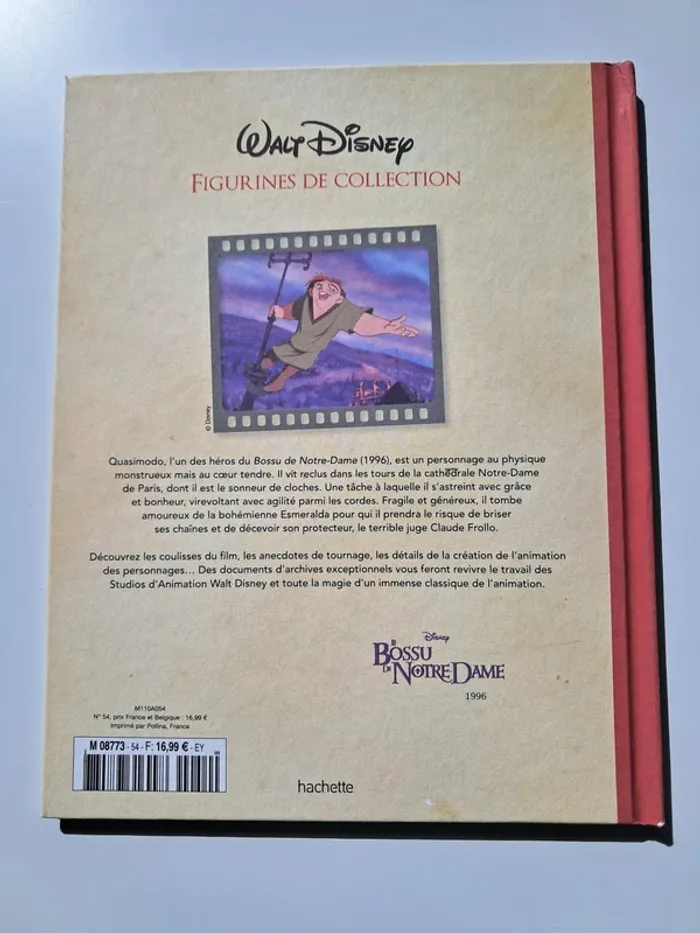 WALT DISNEY
FIGURINES DE COLLECTION
© Disney
Quasimodo, l'un des héros du Bossu de Notre-Dame (1996), est un personnage au physique
monstrueux mais au cœur tendre. Il vit reclus dans les tours de la cathédrale Notre-Dame
de Paris, dont il est le sonneur de cloches. Une tâche à laquelle il s'astreint avec grâce
et bonheur, virevoltant avec agilité parmi les cordes. Fragile et généreux, il tombe
amoureux de la bohémienne Esmeralda pour qui il prendra le risque de briser
ses chaînes et de décevoir son protecteur, le terrible juge Claude Frollo.
Découvrez les coulisses du film, les anecdotes de tournage, les détails de la création de l'animation
des personnages... Des documents d'archives exceptionnels vous feront revivre le travail des
Studios d'Animation Walt Disney et toute la magie d'un immense classique de l'animation.
Disney
LE BOSSU
DE NOTRE DAME
1996
M110A054
N° 54, prix France et Belgique : 16,99 €
Imprimé par Pollina, France
M 08773 - 54 - F: 16,99 € - EY
hachette